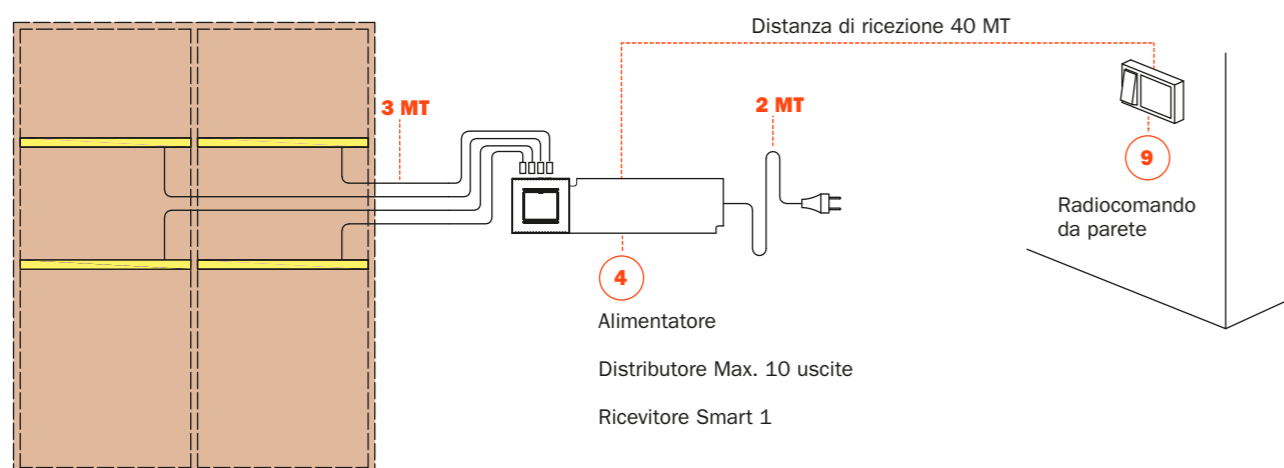 Distanza di ricezione 40 MT
3 MT
2 MT
9
Radiocomando
da parete
4
Alimentatore
Distributore Max. 10 uscite
Ricevitore Smart 1